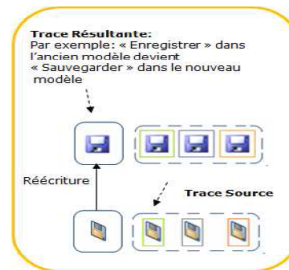 Trace Résultante:
Par exemple: « Enregistrer » dans
l'ancien modèle devient
« Sauvegarder » dans le nouveau
modèle
Réécriture
Trace Source